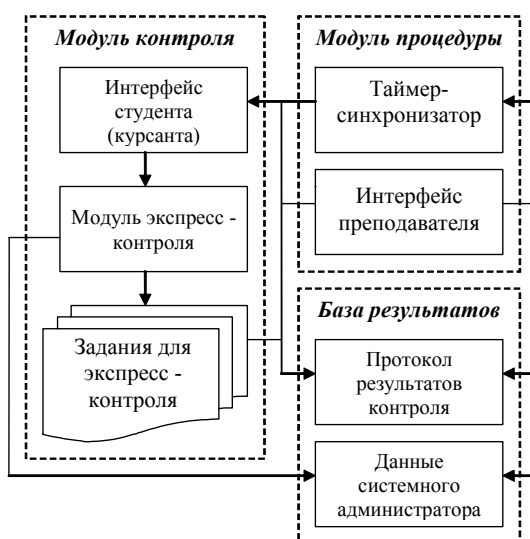 Модуль контроля
Интерфейс
студента
(курсанта)
Модуль экспресс -
контроля
Задания для
экспресс -
контроля
Модуль процедуры
Таймер-
синхронизатор
Интерфейс
преподавателя
База результатов
Протокол
результатов
контроля
Данные
системного
администратора